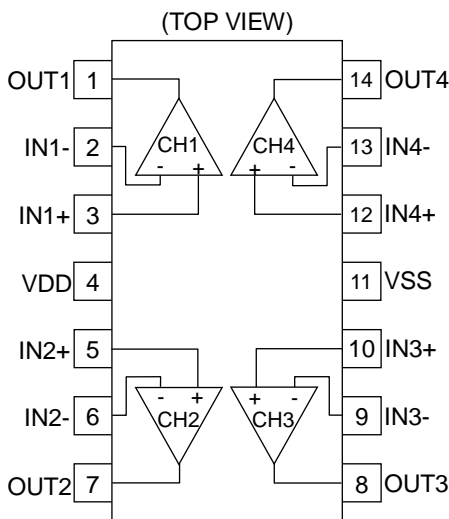 (TOP VIEW)
OUT1 1 14 OUT4
IN1- 2 CH1 CH4 13 IN4-
- + + -
IN1+ 3 12 IN4+
VDD 4 11 VSS
IN2+ 5 10 IN3+
- + + -
IN2- 6 CH2 CH3 9 IN3-
OUT2 7 8 OUT3